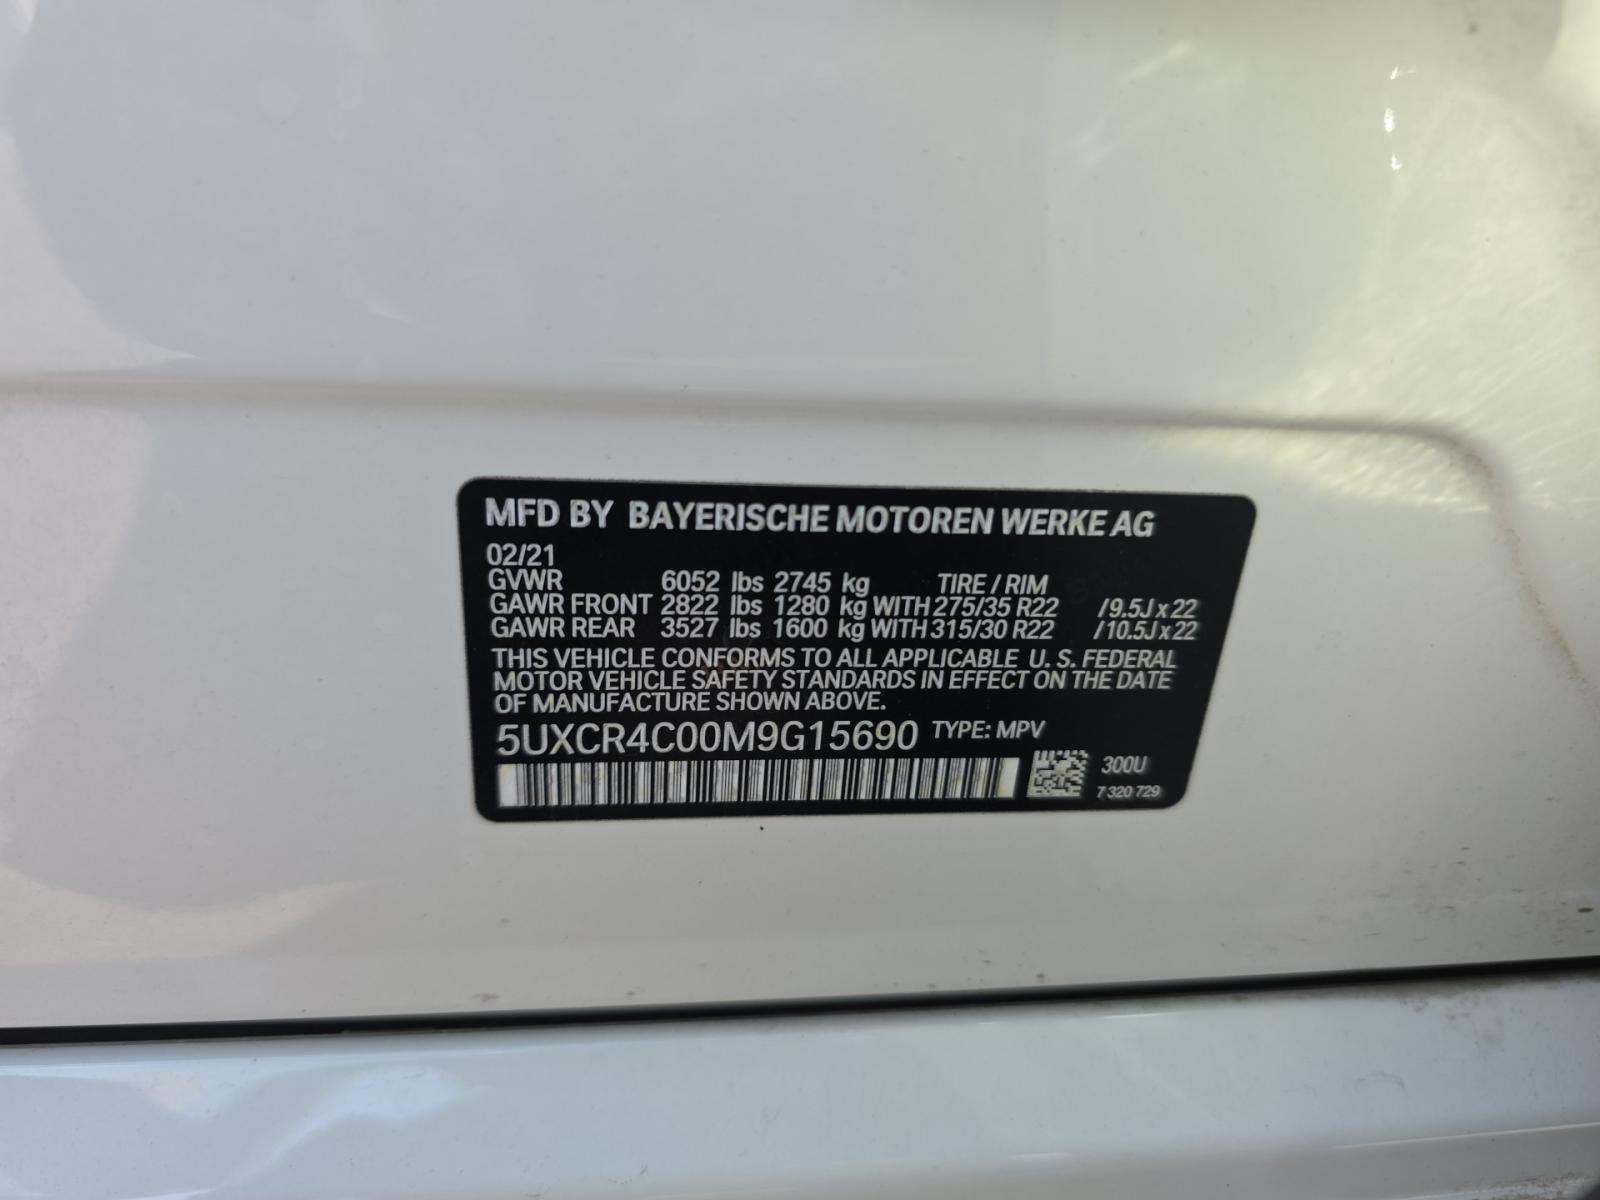 MFD BY BAYERISCHE MOTOREN WERKE AG
02/21
GVWR 6052 lbs 2745 kg TIRE / RIM
GAWR FRONT 2822 lbs 1280 kg WITH 275/35 R22 /9.5J x 22
GAWR REAR 3527 lbs 1600 kg WITH 315/30 R22 /10.5J x 22
THIS VEHICLE CONFORMS TO ALL APPLICABLE U. S. FEDERAL
MOTOR VEHICLE SAFETY STANDARDS IN EFFECT ON THE DATE
OF MANUFACTURE SHOWN ABOVE.
5UXCR4C00M9G15690 TYPE: MPV
300U
7 320 729